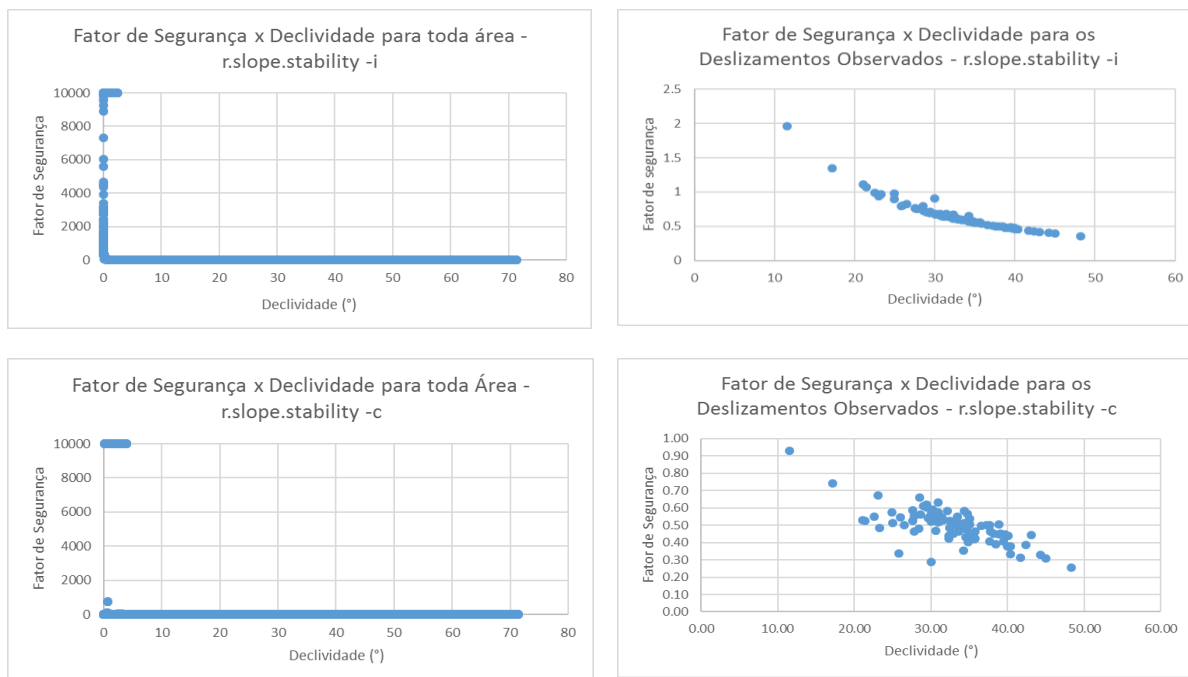 Fator de Segurança x Declividade para toda área -
r.slope.stability -i
Fator de Segurança
10000
8000
6000
4000
2000
0
0 10 20 30 40 50 60 70 80
Declividade (°)
Fator de Segurança x Declividade para os
Deslizamentos Observados - r.slope.stability -i
Fator de segurança
2.5
2
1.5
1
0.5
0
0 10 20 30 40 50 60
Declividade (°)
Fator de Segurança x Declividade para toda Área -
r.slope.stability -c
Fator de Segurança
10000
8000
6000
4000
2000
0
0 10 20 30 40 50 60 70 80
Declividade (°)
Fator de Segurança x Declividade para os
Deslizamentos Observados - r.slope.stability -c
Fator de Segurança
1.00
0.90
0.80
0.70
0.60
0.50
0.40
0.30
0.20
0.10
0.00
0.00 10.00 20.00 30.00 40.00 50.00 60.00
Declividade (°)